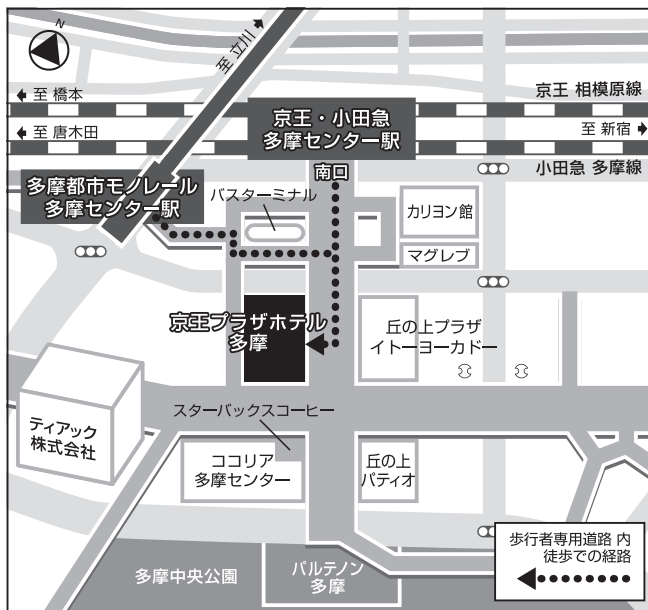 N
至 立川
至 橋本
京王 相模原線
京王・小田急
多摩センター駅
至 唐木田
至 新宿
南口
小田急 多摩線
多摩都市モノレール
多摩センター駅
バスターミナル
カリヨン館
マグレブ
京王プラザホテル
多摩
丘の上プラザ
イトーヨーカドー
スターバックスコーヒー
ティアック
株式会社
ココリア
多摩センター
丘の上
パティオ
歩行者専用道路 内
徒歩での経路
多摩中央公園
パルテノン
多摩